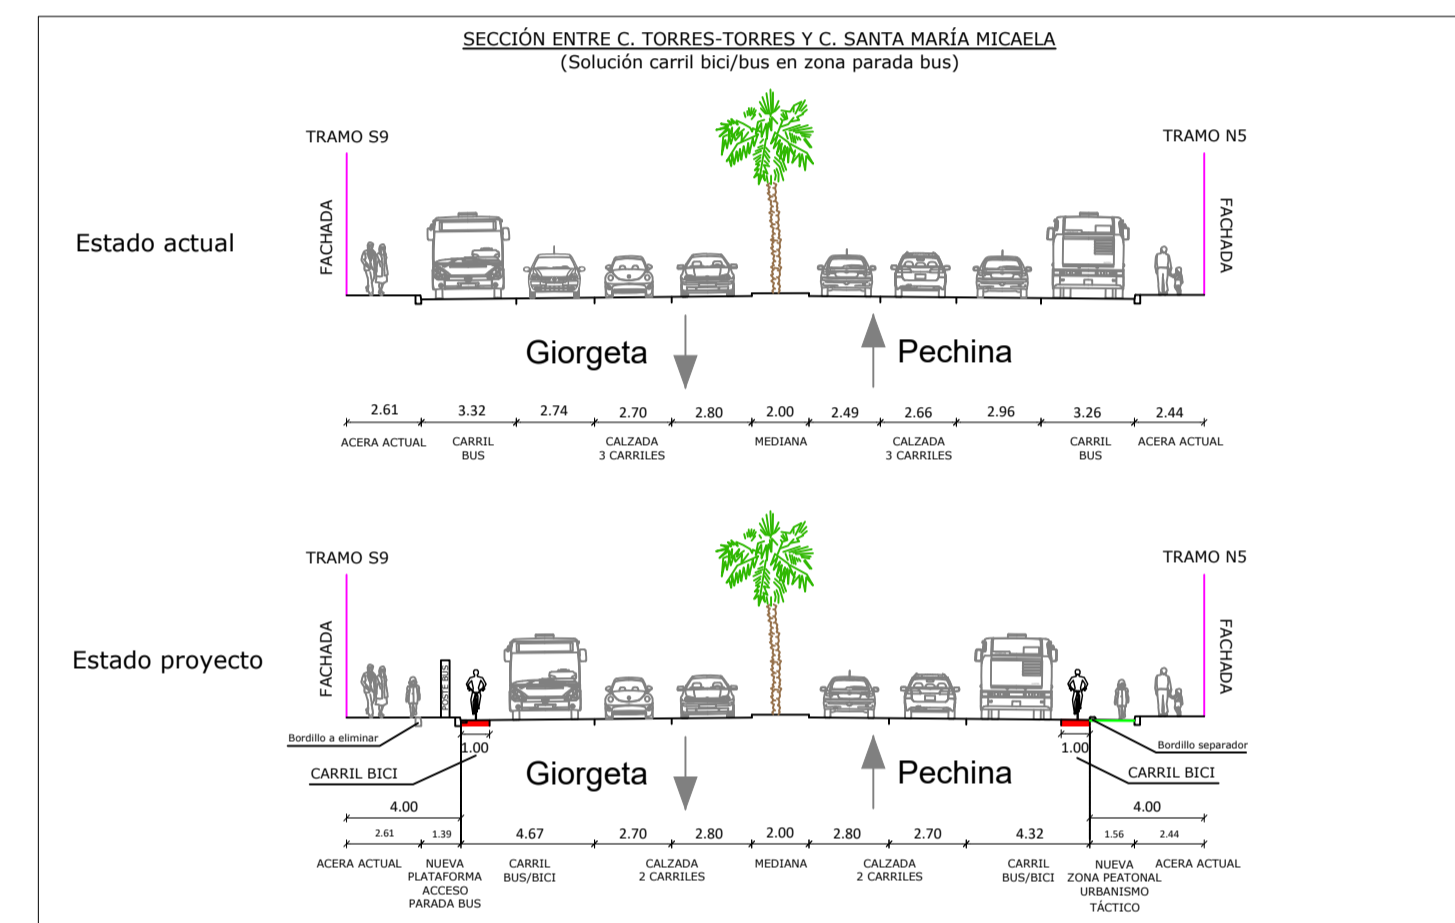 SECCIÓN ENTRE C. TORRES-TORRES Y C. SANTA MARÍA MICAELA
(Solución carril bici/bus en zona parada bus)
TRAMO S9
TRAMO N5
Estado actual
FACHADA
FACHADA
Giorgeta
Pechina
2.61 3.32 2.74 2.70 2.80 2.00 2.49 2.66 2.96 3.26 2.44
ACERA ACTUAL
CARRIL
BUS
CALZADA
3 CARRILES
MEDIANA
CALZADA
3 CARRILES
CARRIL
BUS
ACERA ACTUAL
TRAMO S9
TRAMO N5
Estado proyecto
FACHADA
POSTE BUS
FACHADA
Bordillo a eliminar
Bordillo separador
1.00
1.00
CARRIL BICI
Giorgeta
Pechina
CARRIL BICI
4.00
4.00
2.61 1.39 4.67 2.70 2.80 2.00 2.80 2.70 4.32 1.56 2.44
ACERA ACTUAL
NUEVA
PLATAFORMA
ACCESO
PARADA BUS
CARRIL
BUS/BICI
CALZADA
2 CARRILES
MEDIANA
CALZADA
2 CARRILES
CARRIL
BUS/BICI
NUEVA
ZONA PEATONAL
URBANISMO
TÁCTICO
ACERA ACTUAL